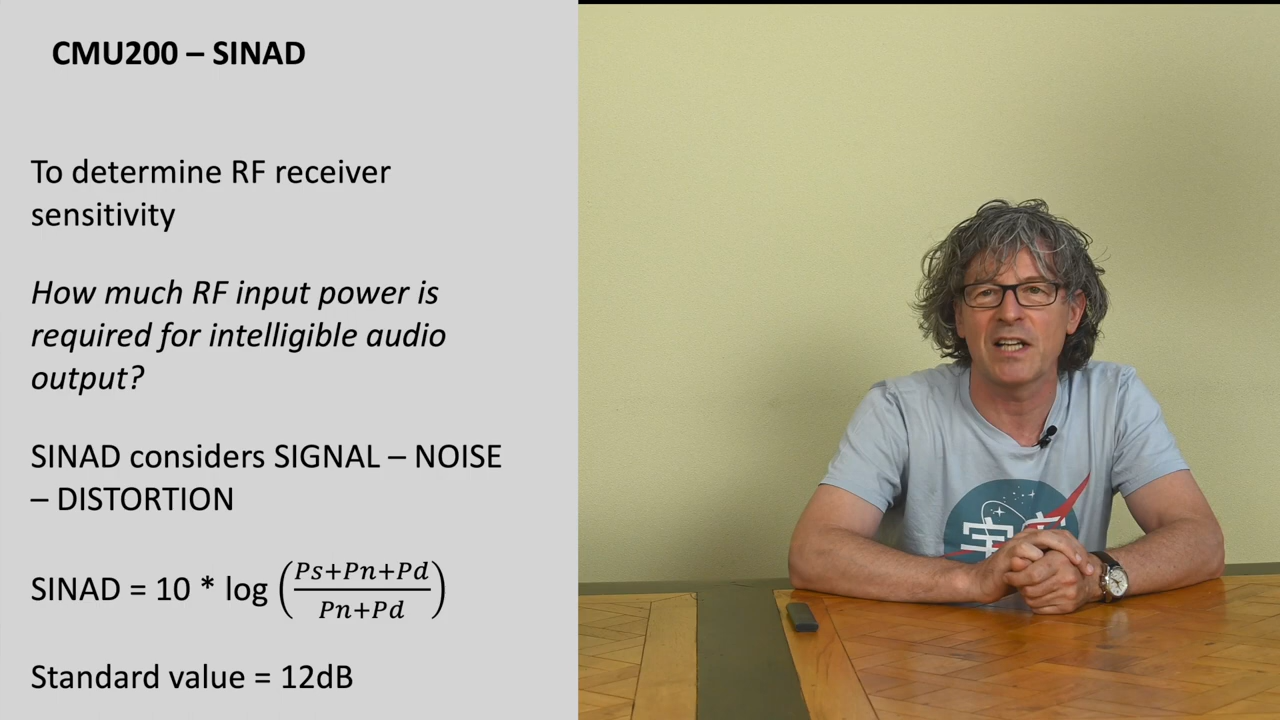 CMU200 – SINAD
To determine RF receiver
sensitivity
How much RF input power is
required for intelligible audio
output?
SINAD considers SIGNAL – NOISE
– DISTORTION
SINAD = 10 * log ((Ps+Pn+Pd)/(Pn+Pd))
Standard value = 12dB
宇